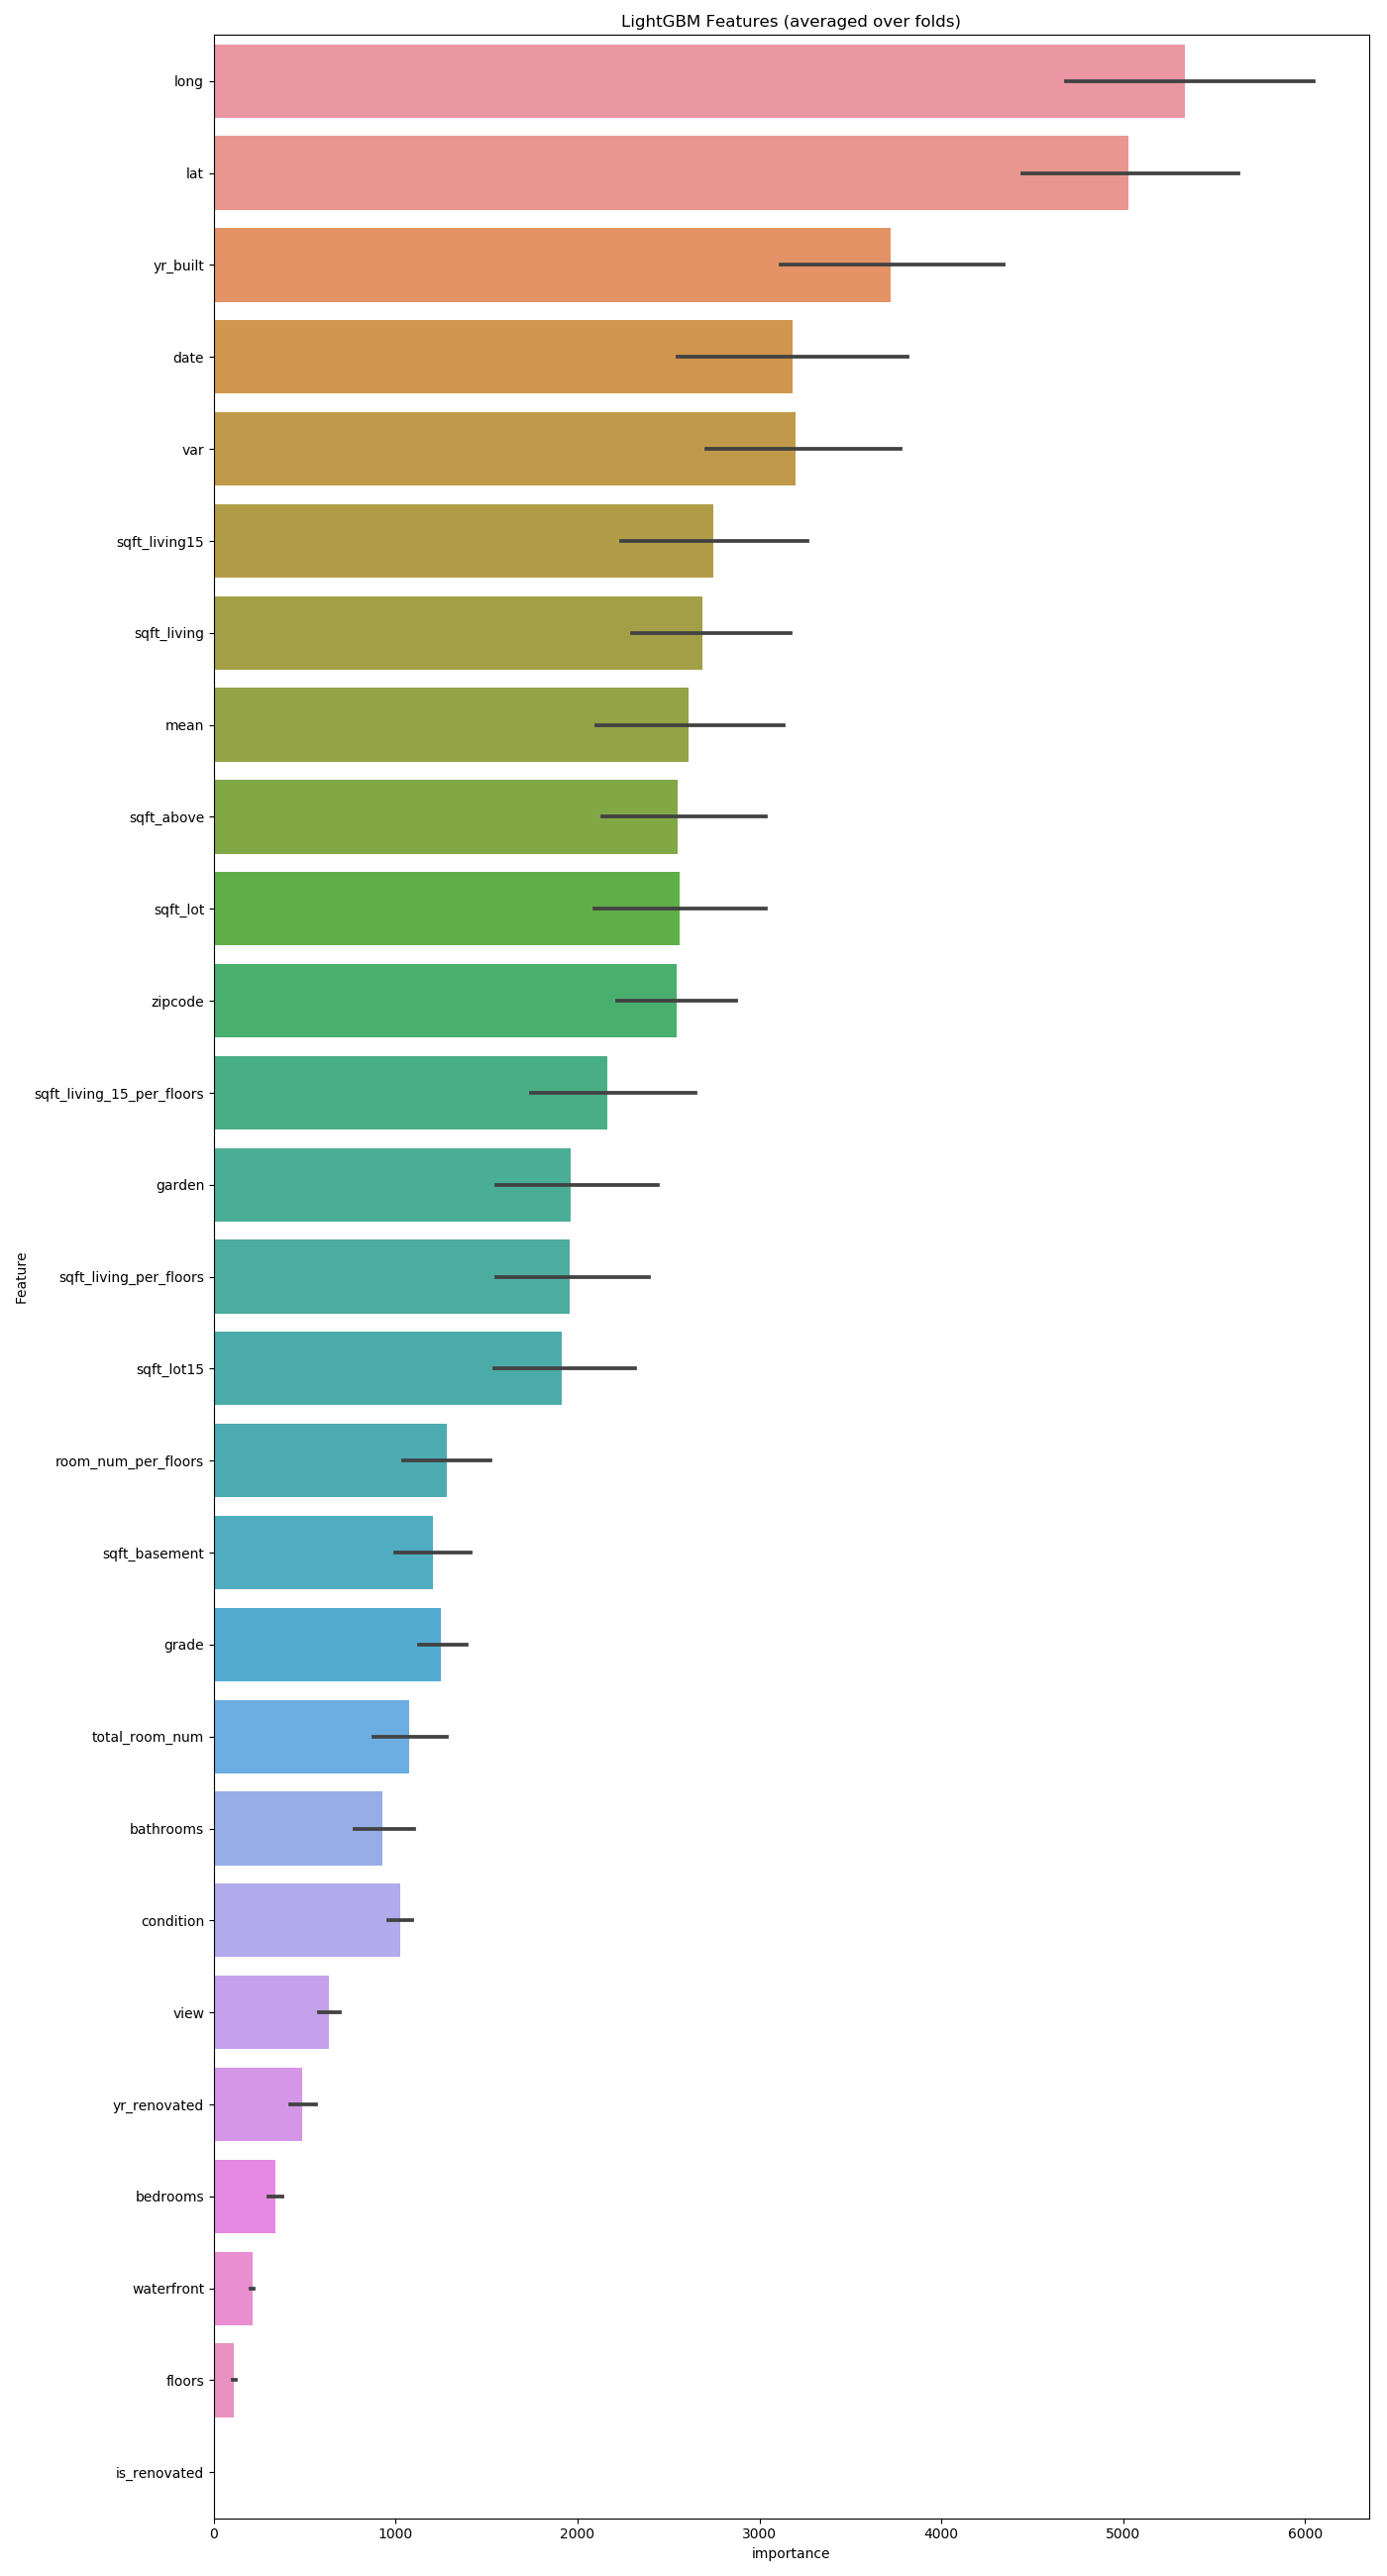 LightGBM Features (averaged over folds)
long
lat
yr_built
date
var
sqft_living15
sqft_living
mean
sqft_above
sqft_lot
zipcode
sqft_living_15_per_floors
garden
sqft_living_per_floors
sqft_lot15
room_num_per_floors
sqft_basement
grade
total_room_num
bathrooms
condition
view
yr_renovated
bedrooms
waterfront
floors
is_renovated
Feature
0 1000 2000 3000 4000 5000 6000
importance